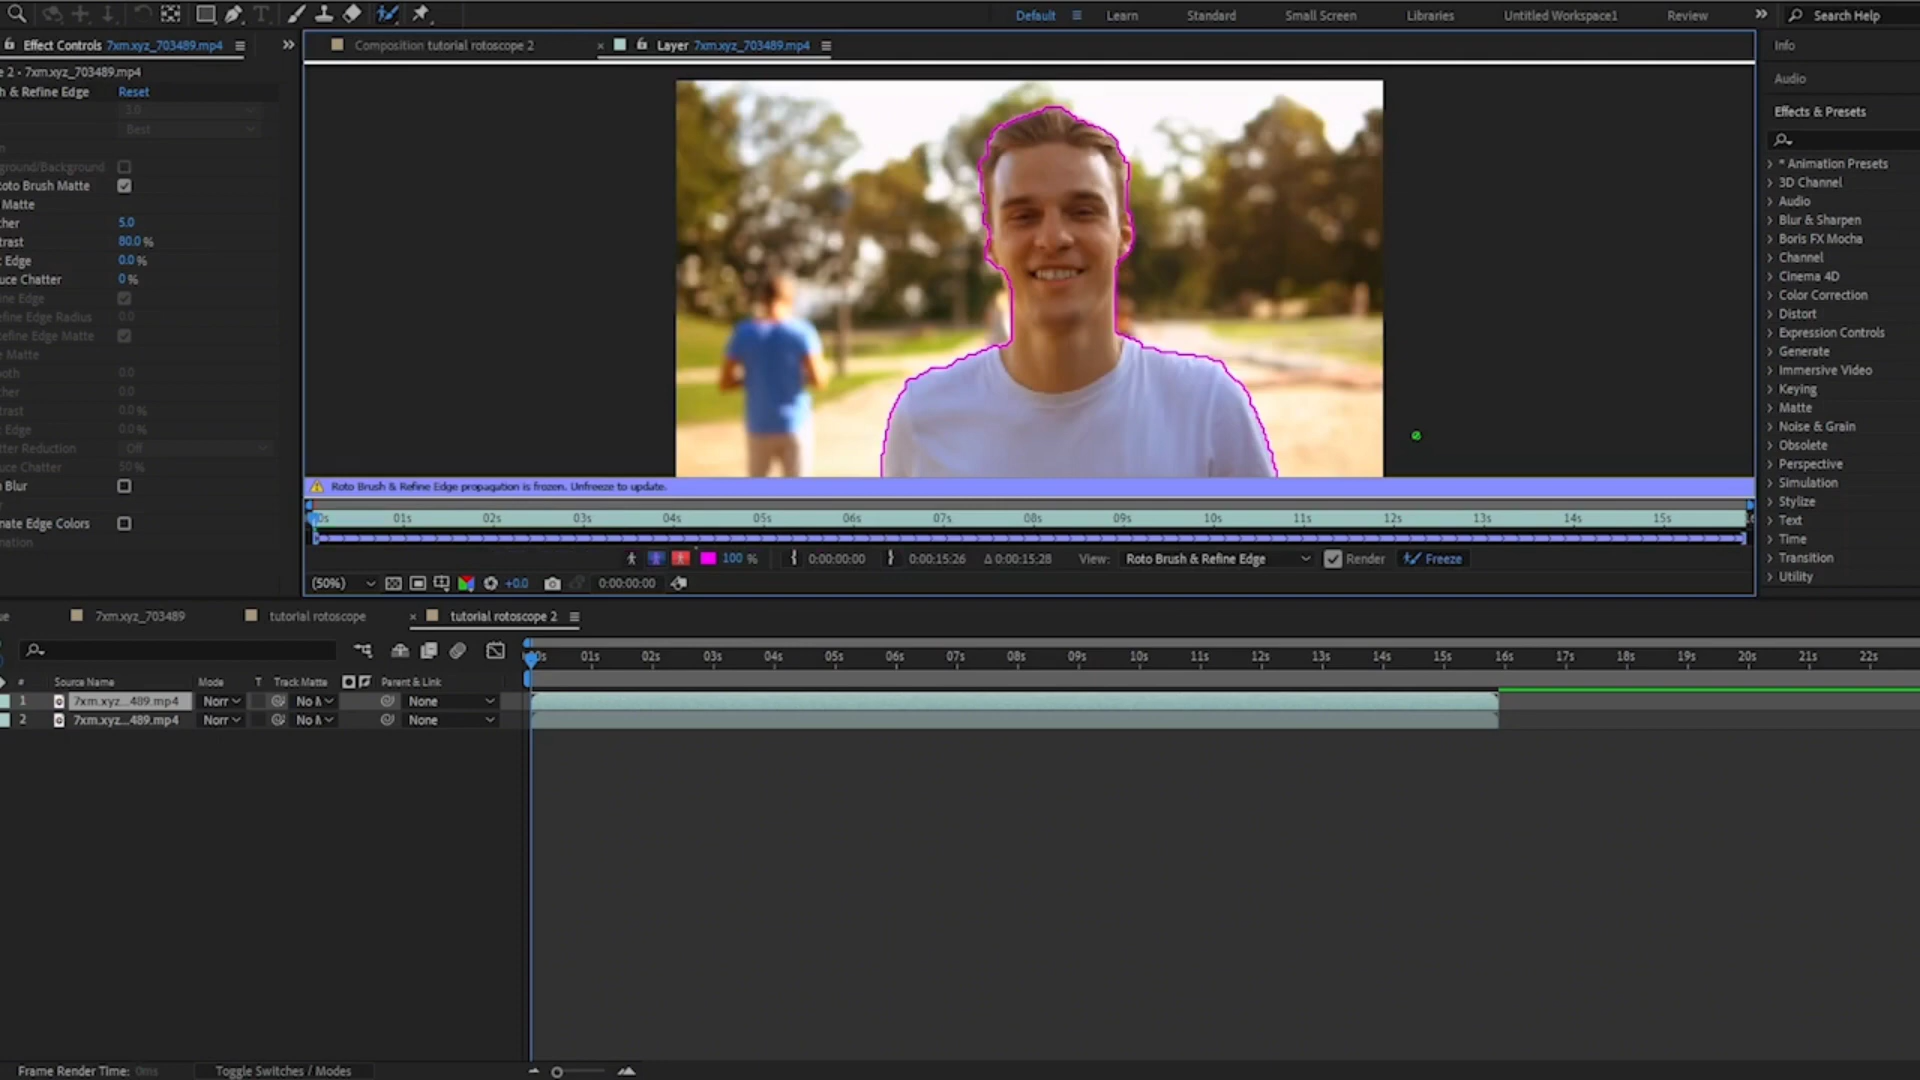 Default
Learn
Standard
Small Screen
Libraries
Untitled Workspace1
Review
Search Help
Effect Controls 7xm.xyz_703489.mp4
e 2 • 7xm.xyz_703489.mp4
h & Refine Edge Reset
3.0
Best
n
ground/Background
oto Brush Matte
Matte
ther 5.0
trast 80.0 %
t Edge 0.0 %
uce Chatter 0 %
ine Edge
efine Edge Radius 0.0
efine Edge Matte
e Matte
oth 0.0
ther 0.0
trast 0.0 %
t Edge 0.0 %
tter Reduction Off
uce Chatter 50 %
n Blur
r
nate Edge Colors
nation
Composition tutorial rotoscope 2
× Layer 7xm.xyz_703489.mp4
Roto Brush & Refine Edge propagation is frozen. Unfreeze to update.
0s 01s 02s 03s 04s 05s 06s 07s 08s 09s 10s 11s 12s 13s 14s 15s 16
100 % 0:00:00:00 0:00:15:26 Δ 0:00:15:28 View: Roto Brush & Refine Edge Render Freeze
(50%) +0.0 0:00:00:00
Info
Audio
Effects & Presets
* Animation Presets
3D Channel
Audio
Blur & Sharpen
Boris FX Mocha
Channel
Cinema 4D
Color Correction
Distort
Expression Controls
Generate
Immersive Video
Keying
Matte
Noise & Grain
Obsolete
Perspective
Simulation
Stylize
Text
Time
Transition
Utility
ue 7xm.xyz_703489 tutorial rotoscope × tutorial rotoscope 2
00s 01s 02s 03s 04s 05s 06s 07s 08s 09s 10s 11s 12s 13s 14s 15s 16s 17s 18s 19s 20s 21s 22s
# Source Name Mode T Track Matte Parent & Link
1 7xm.xyz...489.mp4 Norr No M None
2 7xm.xyz...489.mp4 Norr No M None
Frame Render Time: 0ms Toggle Switches / Modes